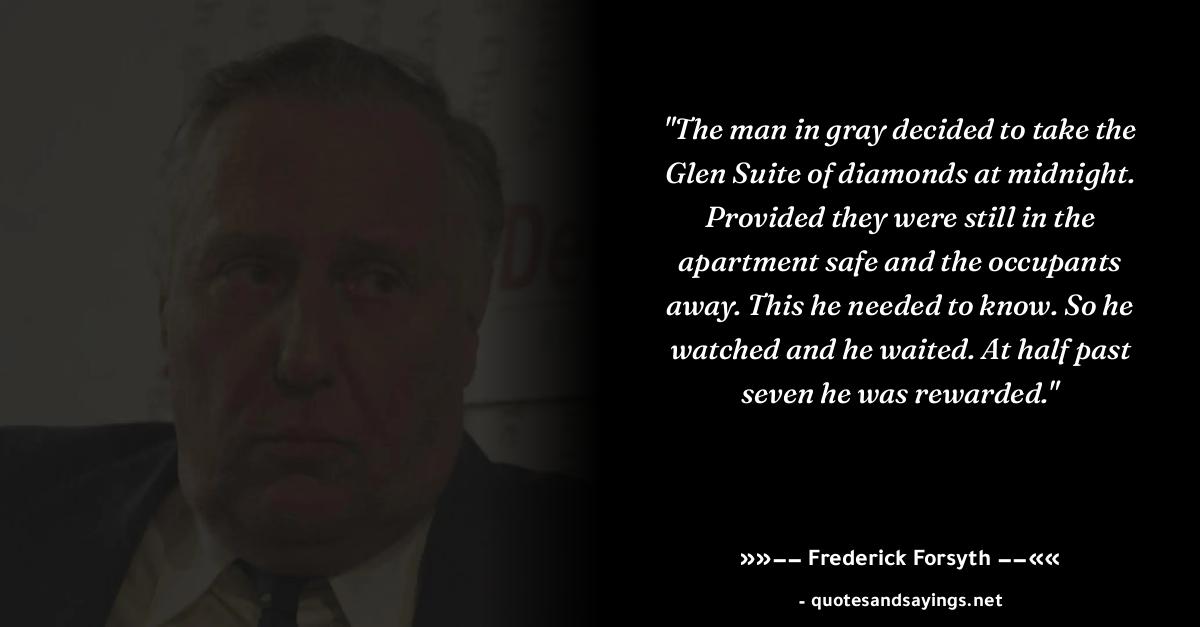 "The man in gray decided to take the
Glen Suite of diamonds at midnight.
Provided they were still in the
apartment safe and the occupants
away. This he needed to know. So he
watched and he waited. At half past
seven he was rewarded."
»»–– Frederick Forsyth ––««
- quotesandsayings.net
De